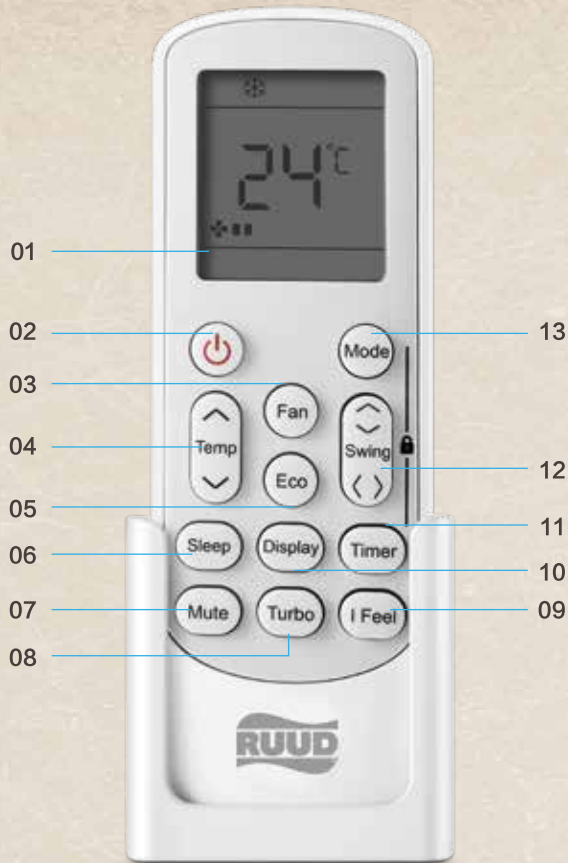 24°C
01
02
13
Mode
03
Fan
04
Temp
Swing
12
Eco
05
11
06
Sleep
Display
Timer
10
07
Mute
Turbo
I Feel
09
08
RUUD